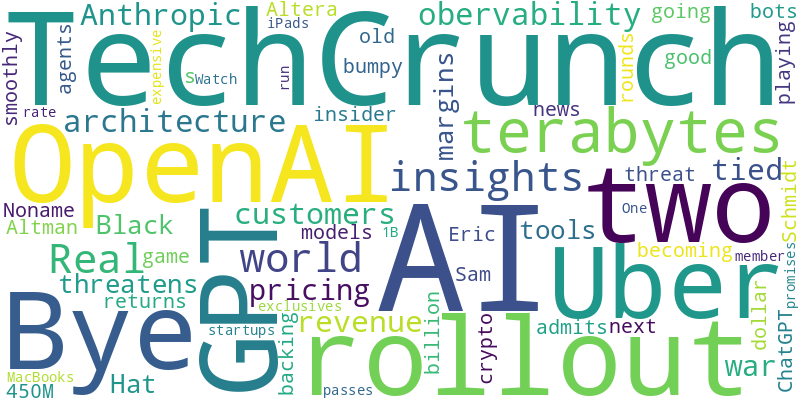 TechCrunch
Anthropic
Altera
iPads
obervability
going
bots
smoothly
agents
expensive
s
Watch
run
old
bumpy
margins
rounds
good
playing
rate
architecture
insider
news
terabytes
OpenAI
insights
threat
tied
two
One
Schmidt
Noname
Altman
Black
customers
models
1B
Eric
tools
becoming
member
Real
game
GPT
world
AI
Sam
Uber
promises
threatens
returns
pricing
exclusives
revenue
billion
crypto
admits
next
dollar
ChatGPT
Bye
startups
backing
rollout
war
MacBooks
450M
Hat
passes